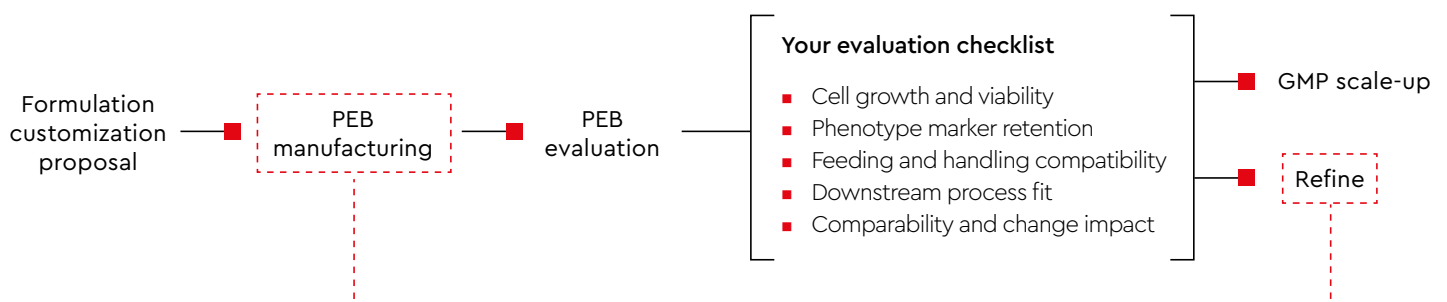 Formulation
customization
proposal
PEB
manufacturing
PEB
evaluation
Your evaluation checklist
Cell growth and viability
Phenotype marker retention
Feeding and handling compatibility
Downstream process fit
Comparability and change impact
GMP scale-up
Refine